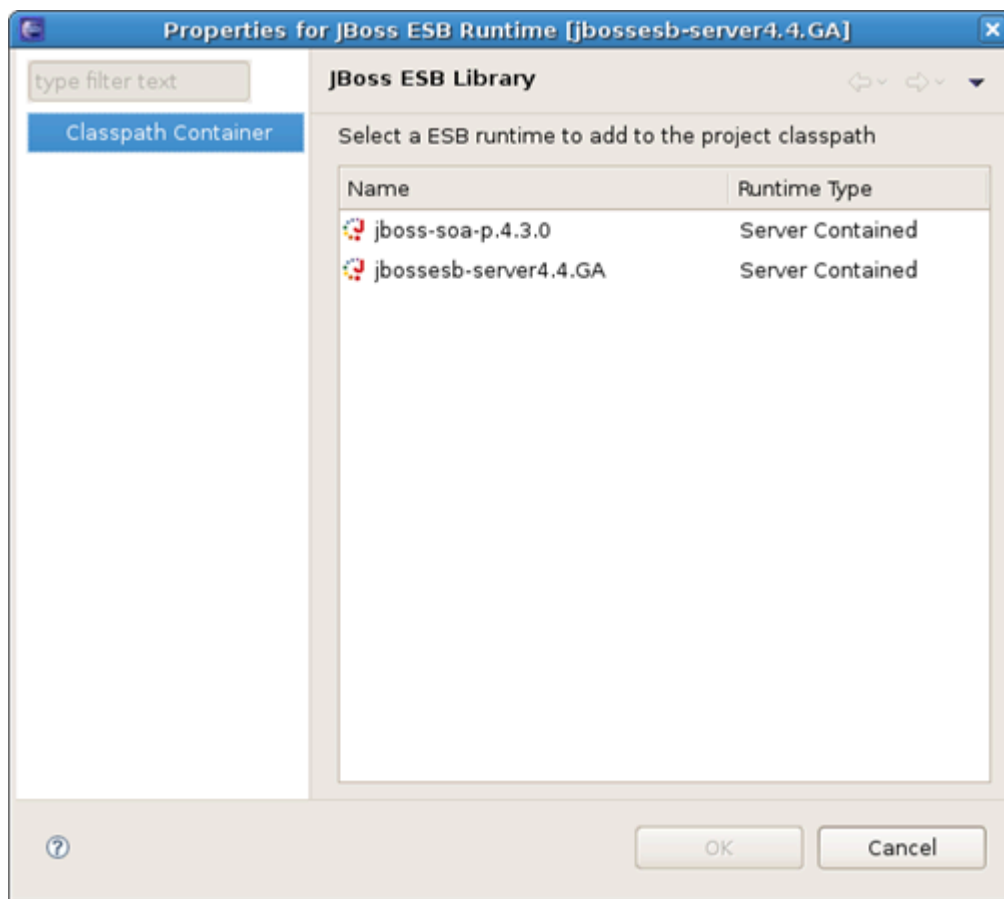 Properties for JBoss ESB Runtime [jbossesb-server4.4.GA]
type filter text
JBoss ESB Library
Classpath Container
Select a ESB runtime to add to the project classpath
Name Runtime Type
jboss-soa-p.4.3.0 Server Contained
jbossesb-server4.4.GA Server Contained
OK Cancel